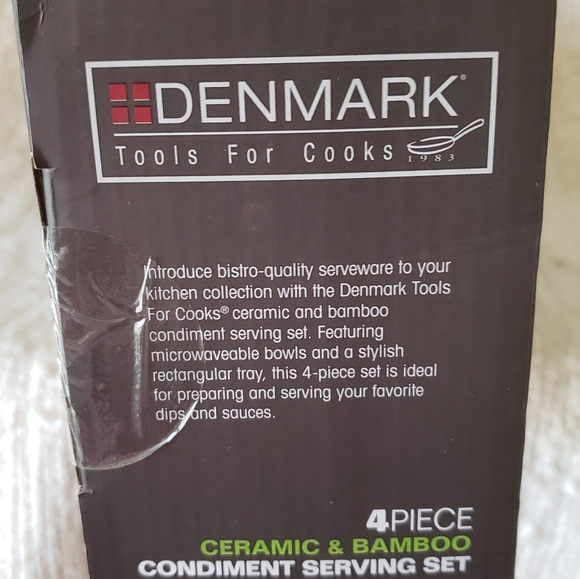 DENMARK®
Tools For Cooks
1983
Introduce bistro-quality serveware to your
kitchen collection with the Denmark Tools
For Cooks® ceramic and bamboo
condiment serving set. Featuring
microwaveable bowls and a stylish
rectangular tray, this 4-piece set is ideal
for preparing and serving your favorite
dips and sauces.
4PIECE
CERAMIC & BAMBOO
CONDIMENT SERVING SET